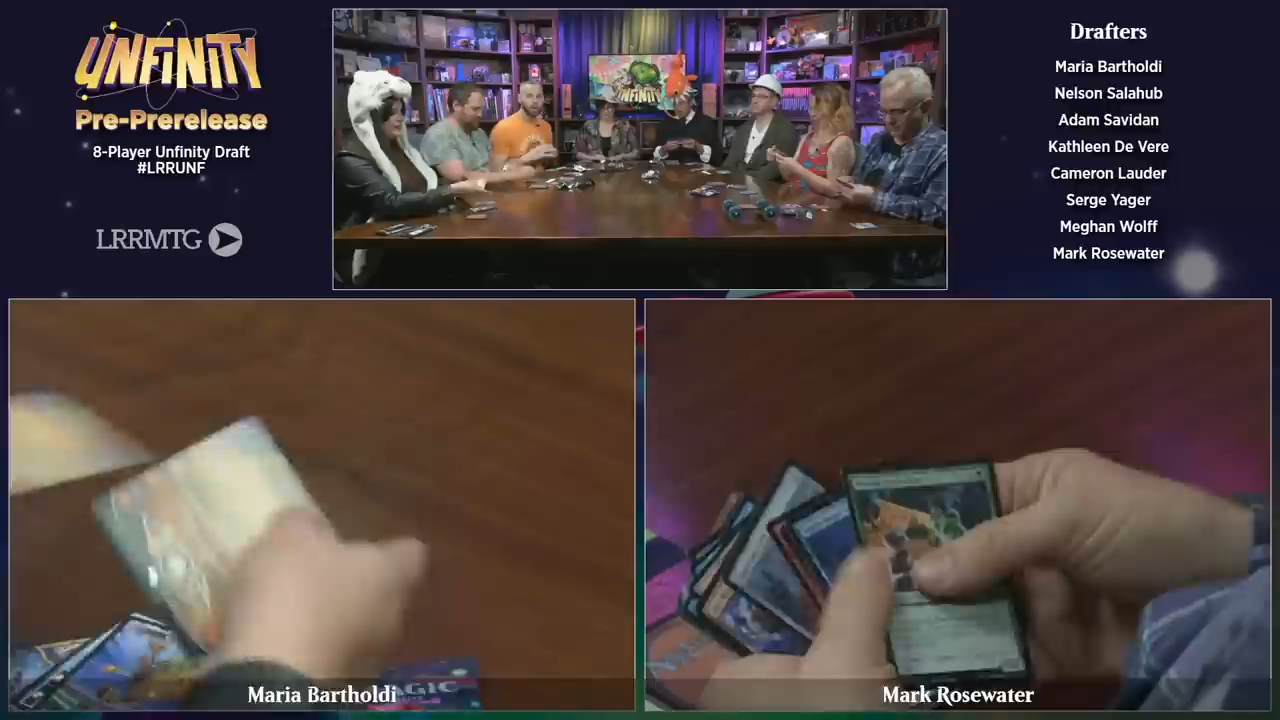 UNFINITY
Pre-Prerelease
8-Player Unfinity Draft
#LRRUNF
LRRMTG
UNFINITY
Drafters
Maria Bartholdi
Nelson Salahub
Adam Savidan
Kathleen De Vere
Cameron Lauder
Serge Yager
Meghan Wolff
Mark Rosewater
Maria Bartholdi
Mark Rosewater